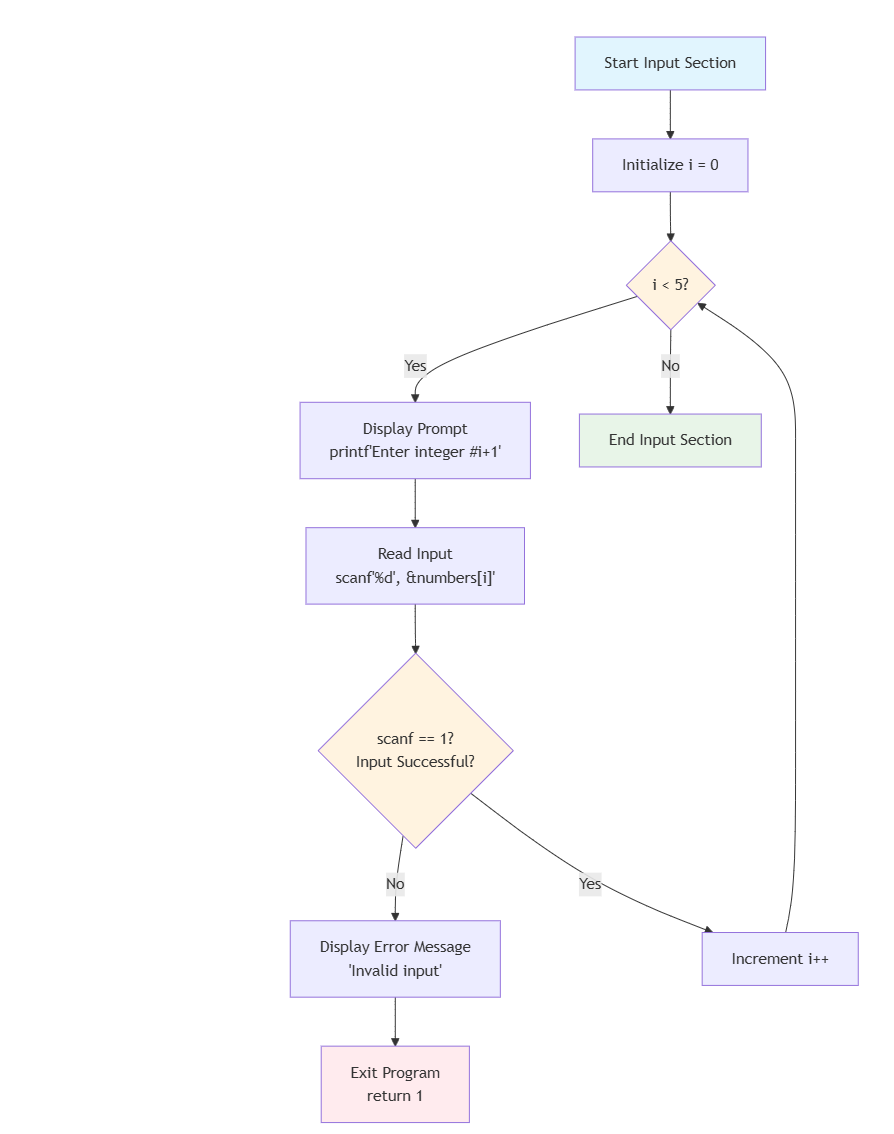 Start Input Section
Initialize i = 0
i < 5?
Yes
No
Display Prompt
printf'Enter integer #i+1'
End Input Section
Read Input
scanf'%d', &numbers[i]'
scanf == 1?
Input Successful?
No
Yes
Display Error Message
'Invalid input'
Increment i++
Exit Program
return 1